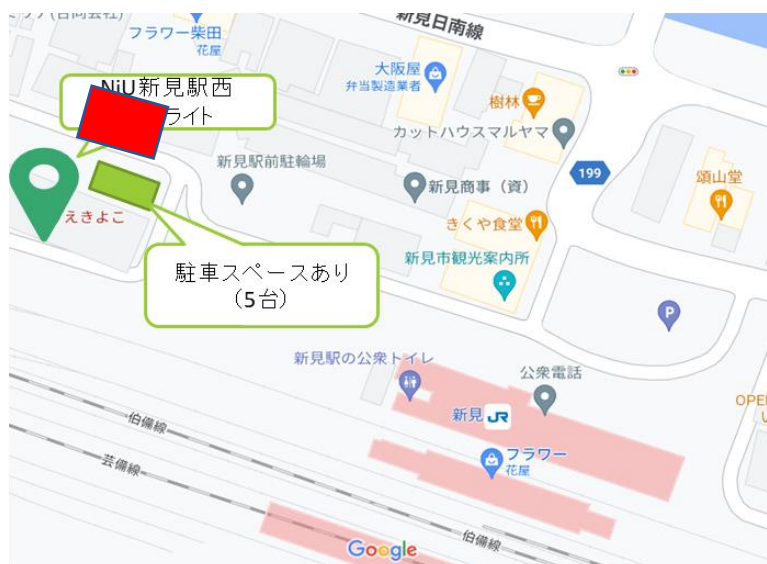 (合同会社)
フラワー柴田
花屋
新見日南線
大阪屋
弁当製造業者
NiU新見駅西
ライト
樹林
カットハウスマルヤマ
新見駅前駐輪場
新見商事（資）
199
頌山堂
えきよこ
きくや食堂
新見市観光案内所
駐車スペースあり
（5台）
P
新見駅の公衆トイレ
公衆電話
新見 JR
OPE
伯備線
フラワー
花屋
芸備線
Google
伯備線